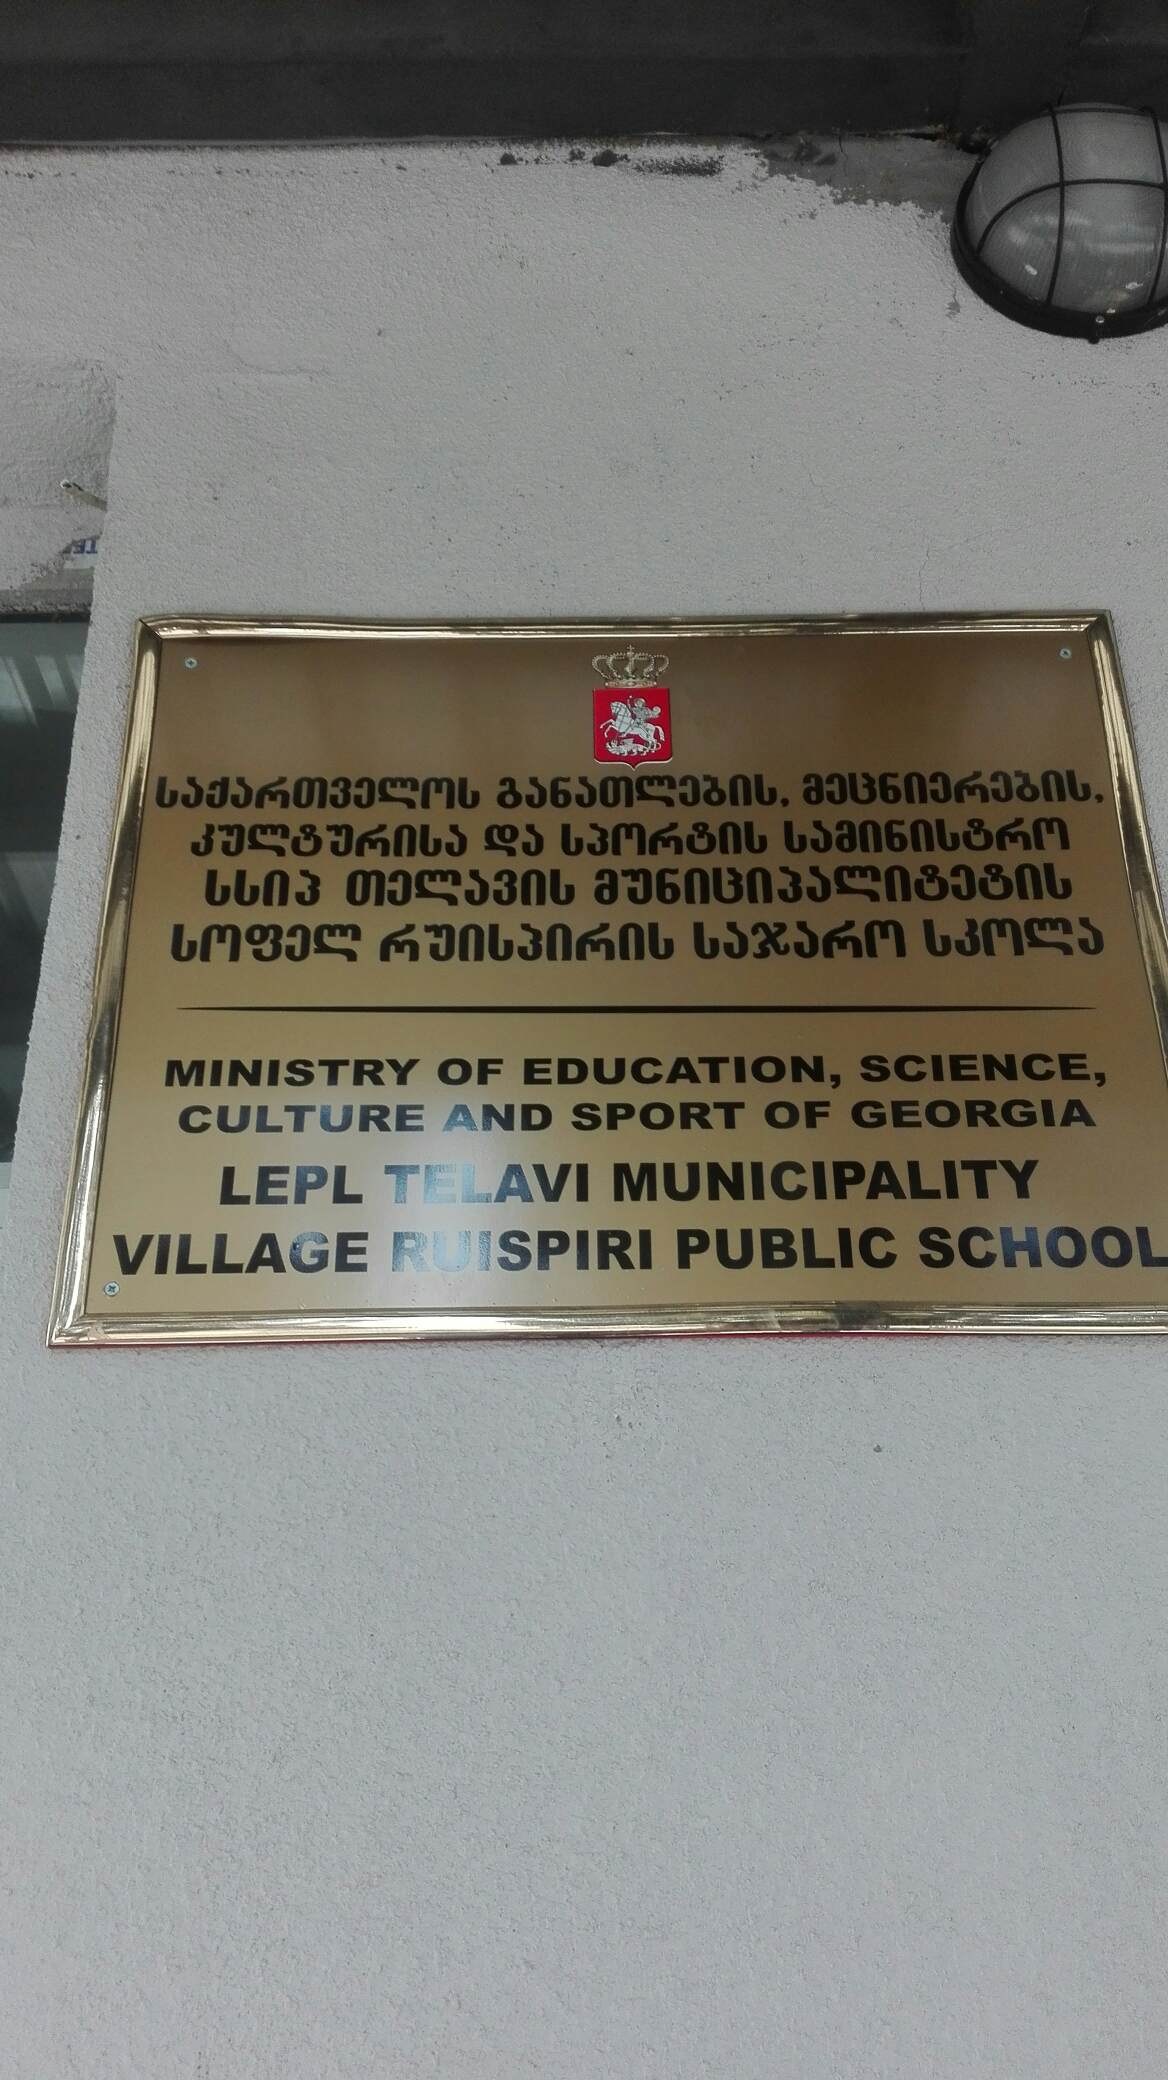 საქართველოს განათლების, მეცნიერების,
კულტურისა და სპორტის სამინისტრო
სსიპ თელავის მუნიციპალიტეტის
სოფელ რუისპირის საჯარო სკოლა
MINISTRY OF EDUCATION, SCIENCE,
CULTURE AND SPORT OF GEORGIA
LEPL TELAVI MUNICIPALITY
VILLAGE RUISPIRI PUBLIC SCHOOL